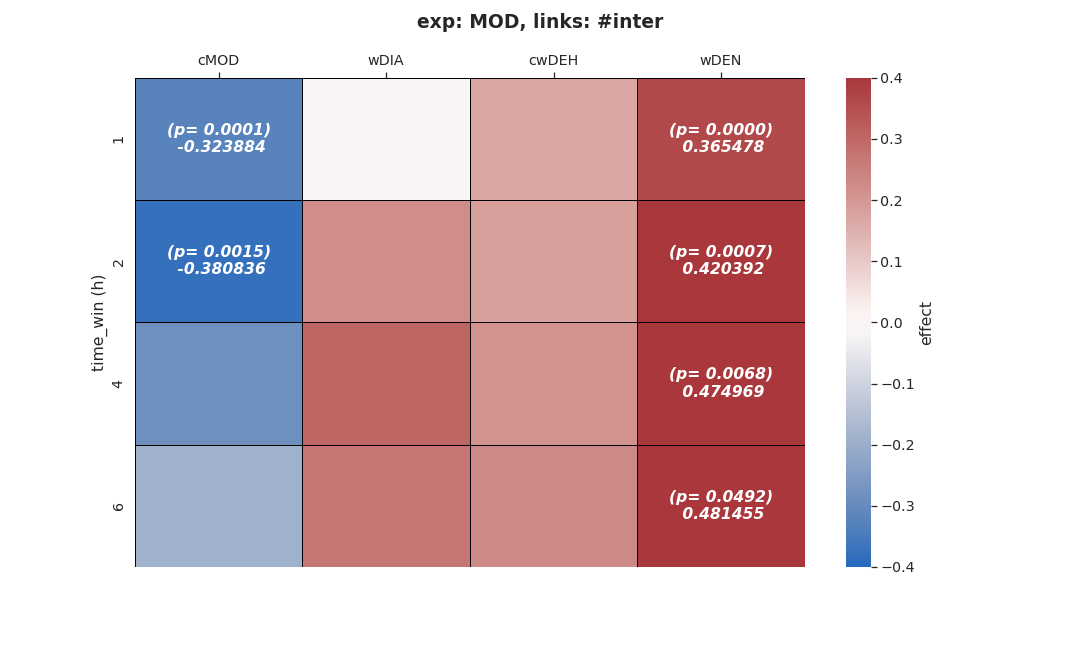 exp: MOD, links: #inter
cMOD wDIA cwDEH wDEN
time_win (h)
1
(p= 0.0001)
-0.323884
(p= 0.0000)
0.365478
2
(p= 0.0015)
-0.380836
(p= 0.0007)
0.420392
4
(p= 0.0068)
0.474969
6
(p= 0.0492)
0.481455
0.4
0.3
0.2
0.1
0.0
−0.1
−0.2
−0.3
−0.4
effect